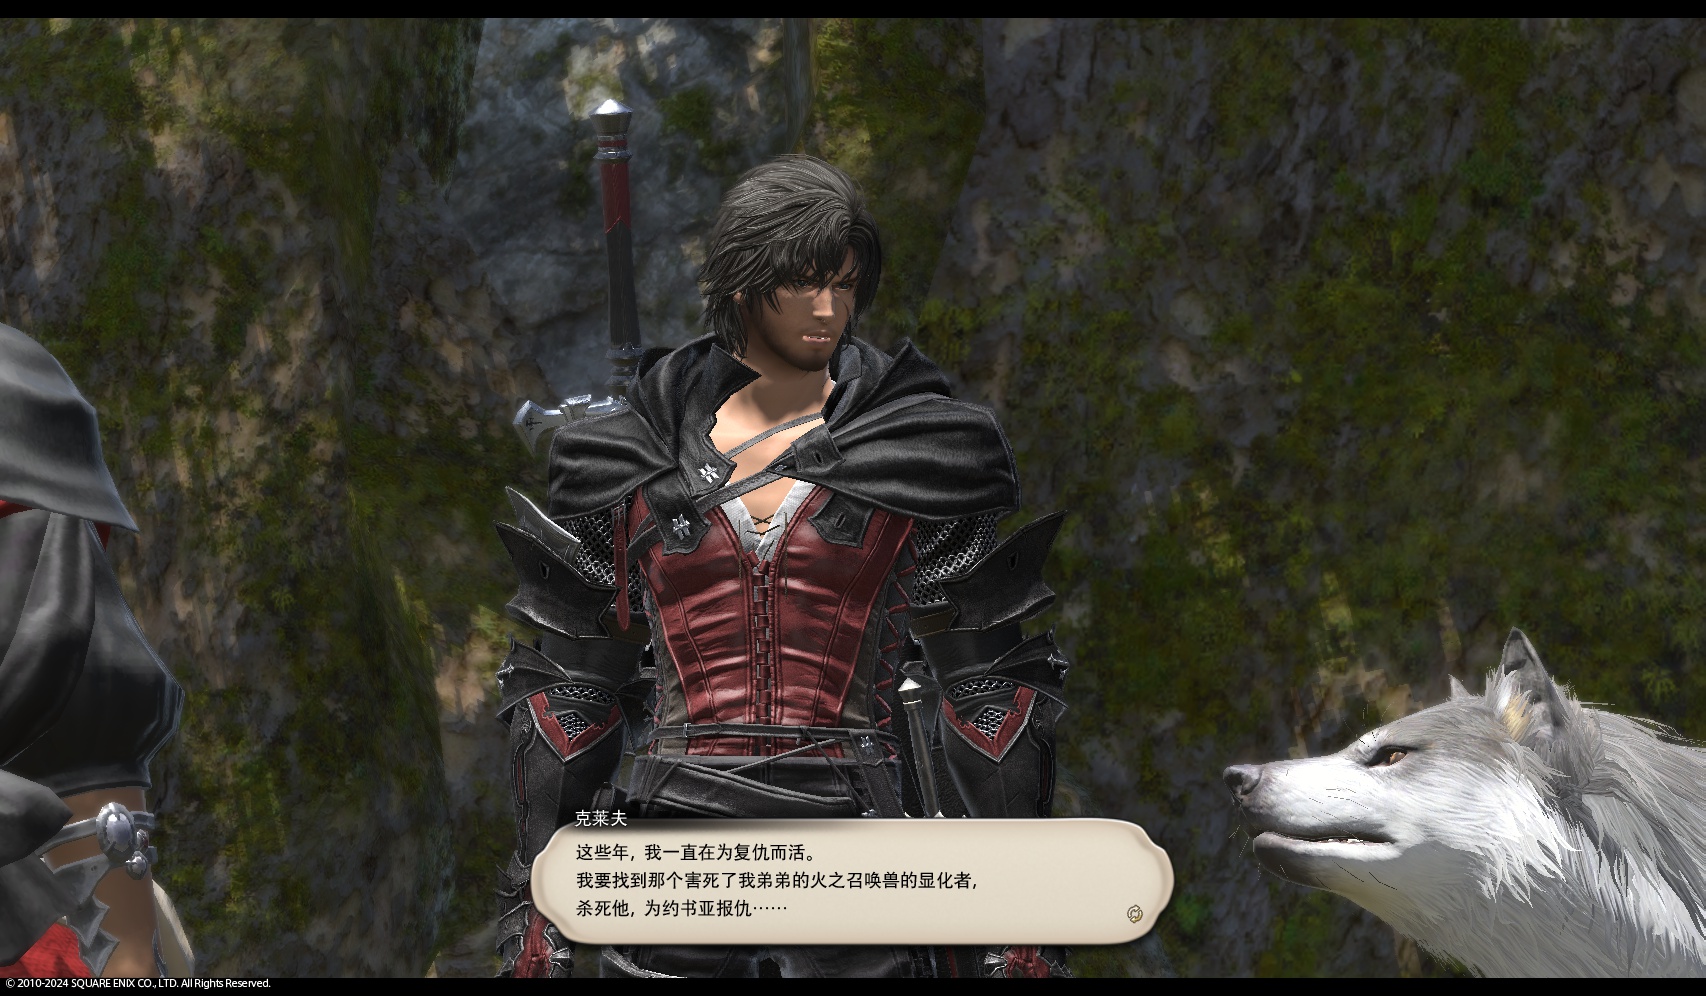 克莱夫
这些年，我一直在为复仇而活。
我要找到那个害死了我弟弟的火之召唤兽的显化者，
杀死他，为约书亚报仇……
© 2010-2024 SQUARE ENIX CO., LTD. All Rights Reserved.